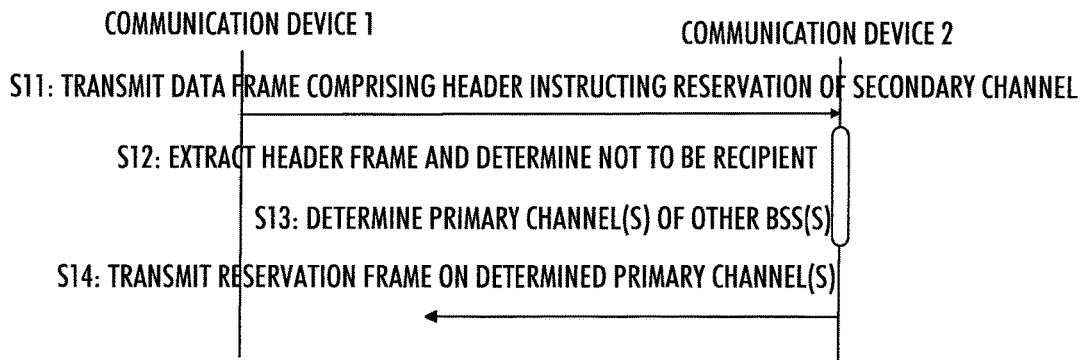 COMMUNICATION DEVICE 1
COMMUNICATION DEVICE 2
S11: TRANSMIT DATA FRAME COMPRISING HEADER INSTRUCTING RESERVATION OF SECONDARY CHANNEL
S12: EXTRACT HEADER FRAME AND DETERMINE NOT TO BE RECIPIENT
S13: DETERMINE PRIMARY CHANNEL(S) OF OTHER BSS(S)
S14: TRANSMIT RESERVATION FRAME ON DETERMINED PRIMARY CHANNEL(S)